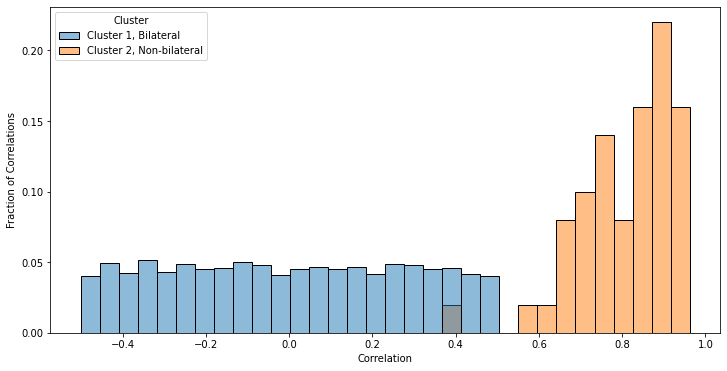 Cluster
Cluster 1, Bilateral
Cluster 2, Non-bilateral
Fraction of Correlations
0.20
0.15
0.10
0.05
0.00
−0.4
−0.2
0.0
0.2
0.4
0.6
0.8
1.0
Correlation